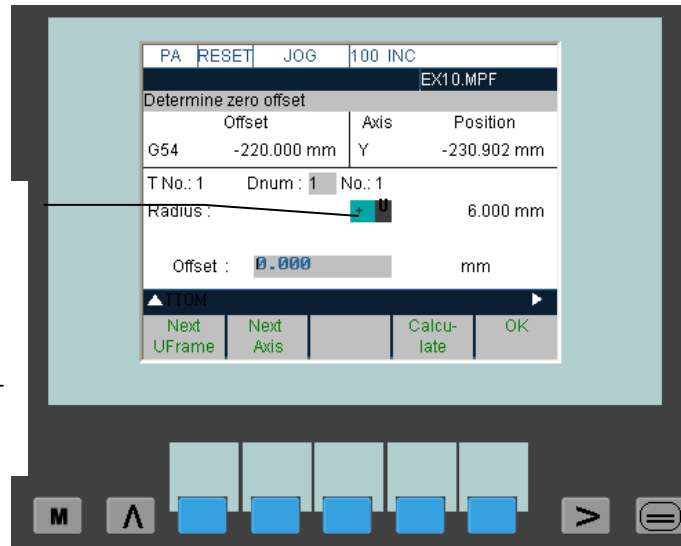 PA RESET JOG 100 INC
EX10.MPF
Determine zero offset
Offset Axis Position
G54 -220.000 mm Y -230.902 mm
T No.: 1 Dnum : 1 No.: 1
Radius : + U 6.000 mm
Offset : 0.000 mm
TTOM
Next UFrame
Next Axis
Calcu-late
OK
M Λ >